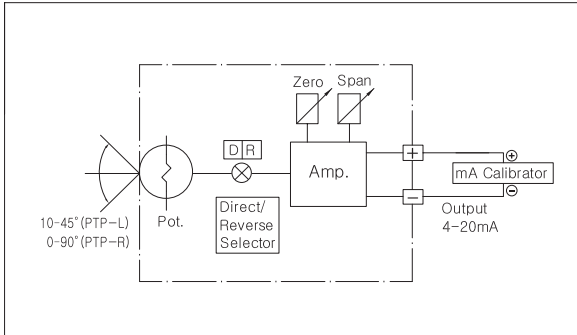 Zero Span
D R
Amp.
+
⊕
mA Calibrator
⊖
−
Direct/
Reverse
Selector
Pot.
10-45°(PTP-L)
0-90°(PTP-R)
Output
4-20mA